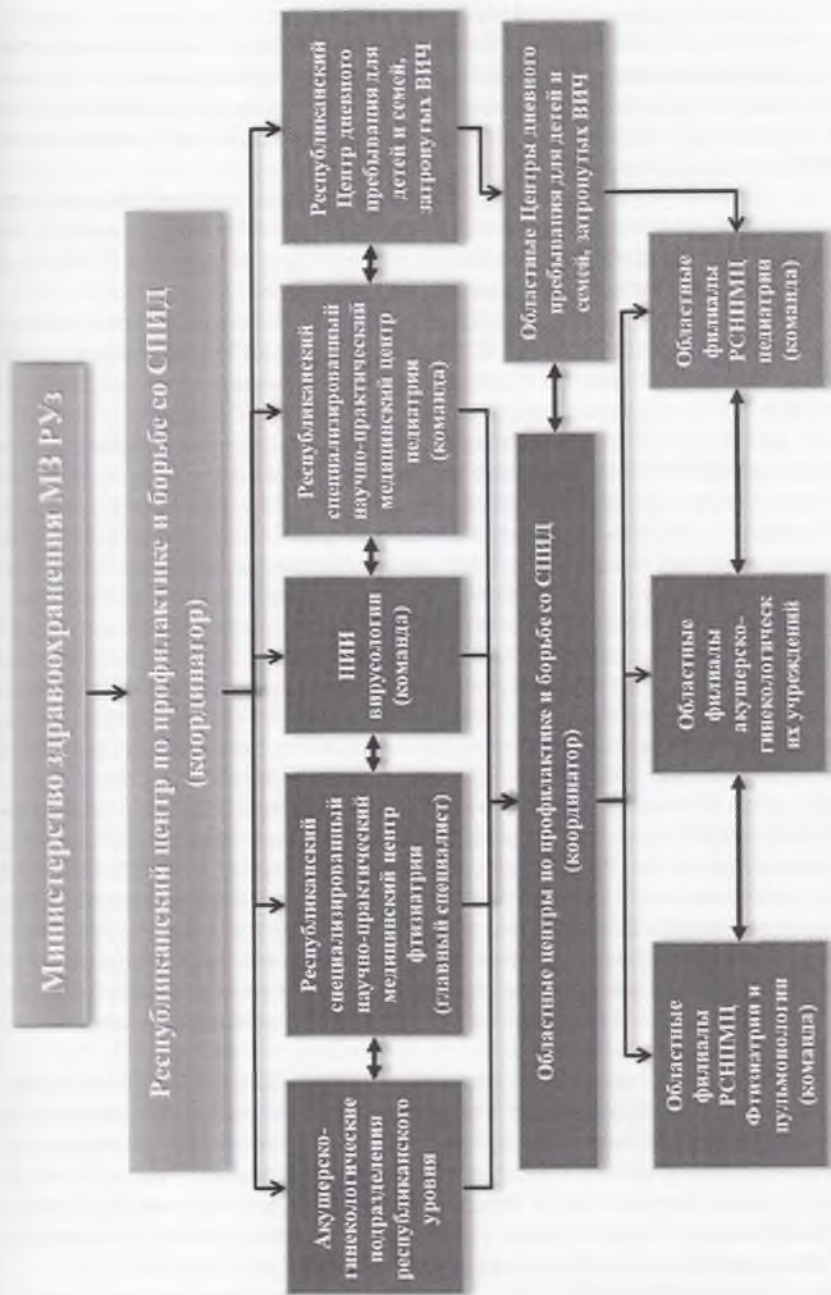 Министерство здравоохранения МЗ РУз
Республиканский центр по профилактике и борьбе со СПИД
(координатор)
Акушерско-
гинекологические
подразделения
республиканского
уровня
Республиканский
специализированный
научно-практический
медицинский центр
фтизиатрии
(главный специалист)
НИИ
вирусологии
(команда)
Республиканский
специализированный
научно-практический
медицинский центр
педиатрии
(команда)
Республиканский
Центр дневного
пребывания для
детей и семей,
затронутых ВИЧ
Областные центры по профилактике и борьбе со СПИД
(координатор)
Областные Центры дневного
пребывания для детей и
семей, затронутых ВИЧ
Областные
филиалы
РСНПМЦ
Фтизиатрии и
пульмонологии
(команда)
Областные
филиалы
акушерско-
гинекологическ
их учреждений
Областные
филиалы
РСНПМЦ
педиатрии
(команда)